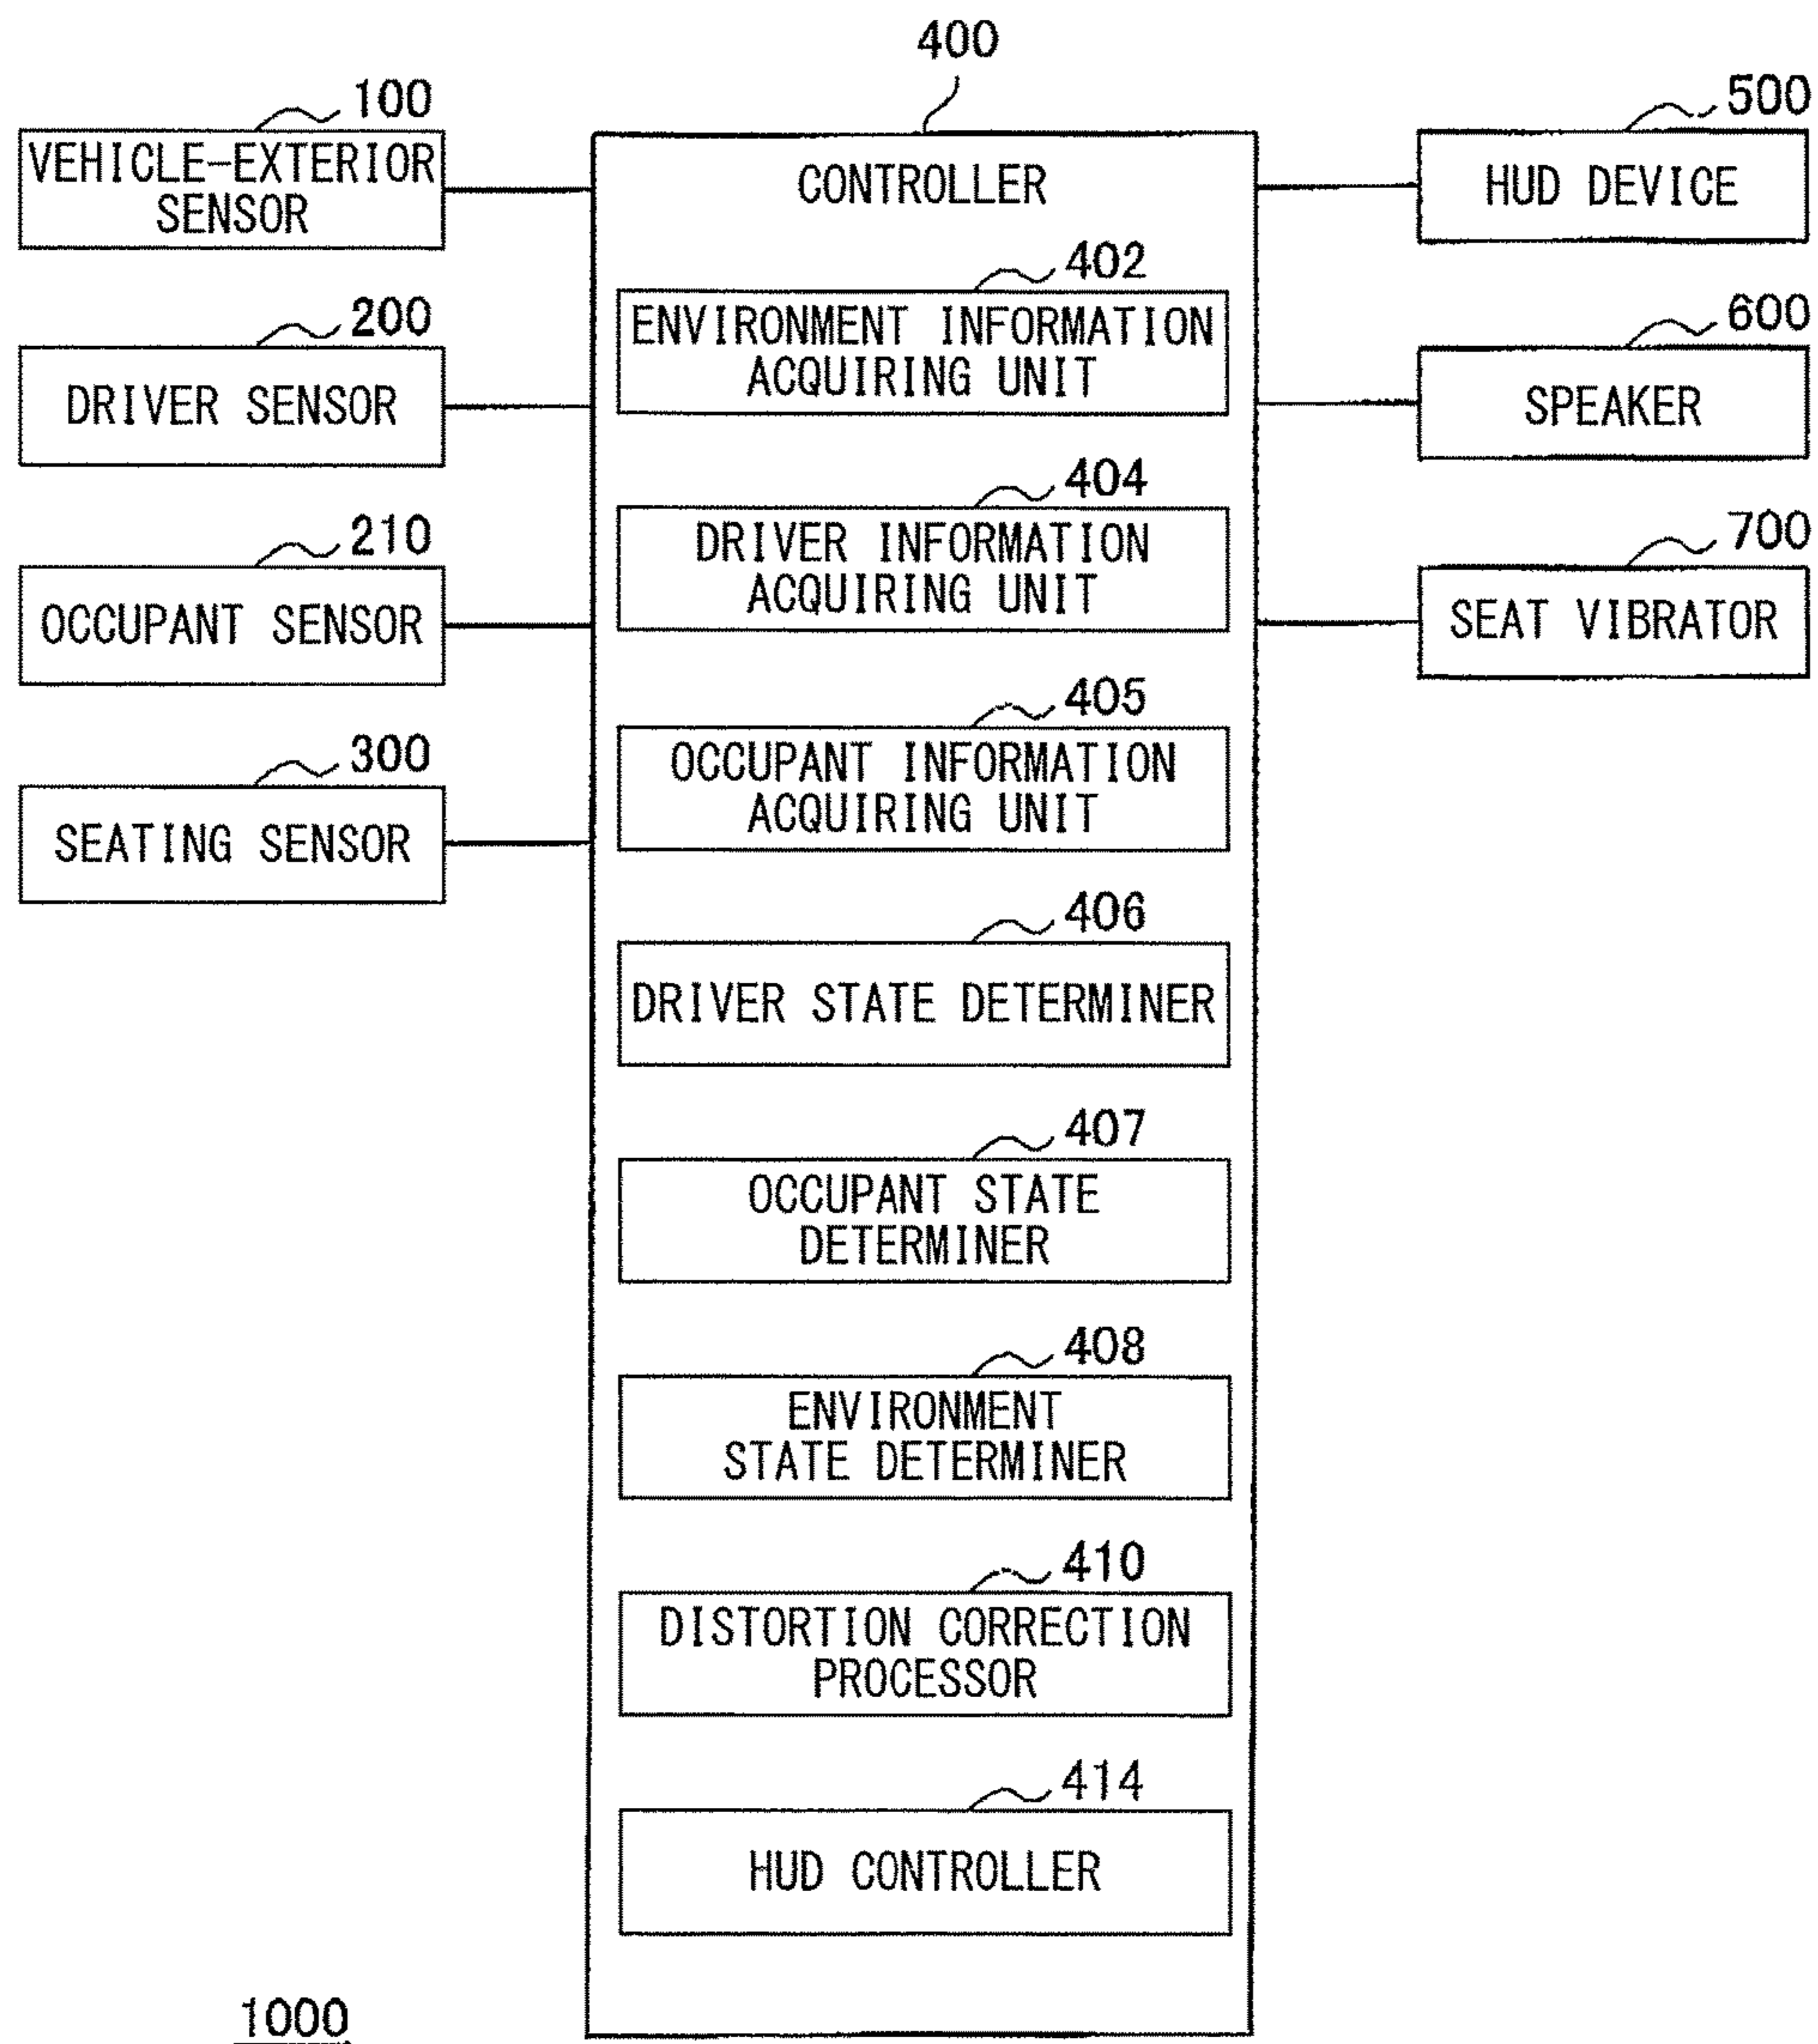 400
100
VEHICLE-EXTERIOR
SENSOR
200
DRIVER SENSOR
210
OCCUPANT SENSOR
300
SEATING SENSOR
CONTROLLER
402
ENVIRONMENT INFORMATION
ACQUIRING UNIT
404
DRIVER INFORMATION
ACQUIRING UNIT
405
OCCUPANT INFORMATION
ACQUIRING UNIT
406
DRIVER STATE DETERMINER
407
OCCUPANT STATE
DETERMINER
408
ENVIRONMENT
STATE DETERMINER
410
DISTORTION CORRECTION
PROCESSOR
414
HUD CONTROLLER
500
HUD DEVICE
600
SPEAKER
700
SEAT VIBRATOR
1000